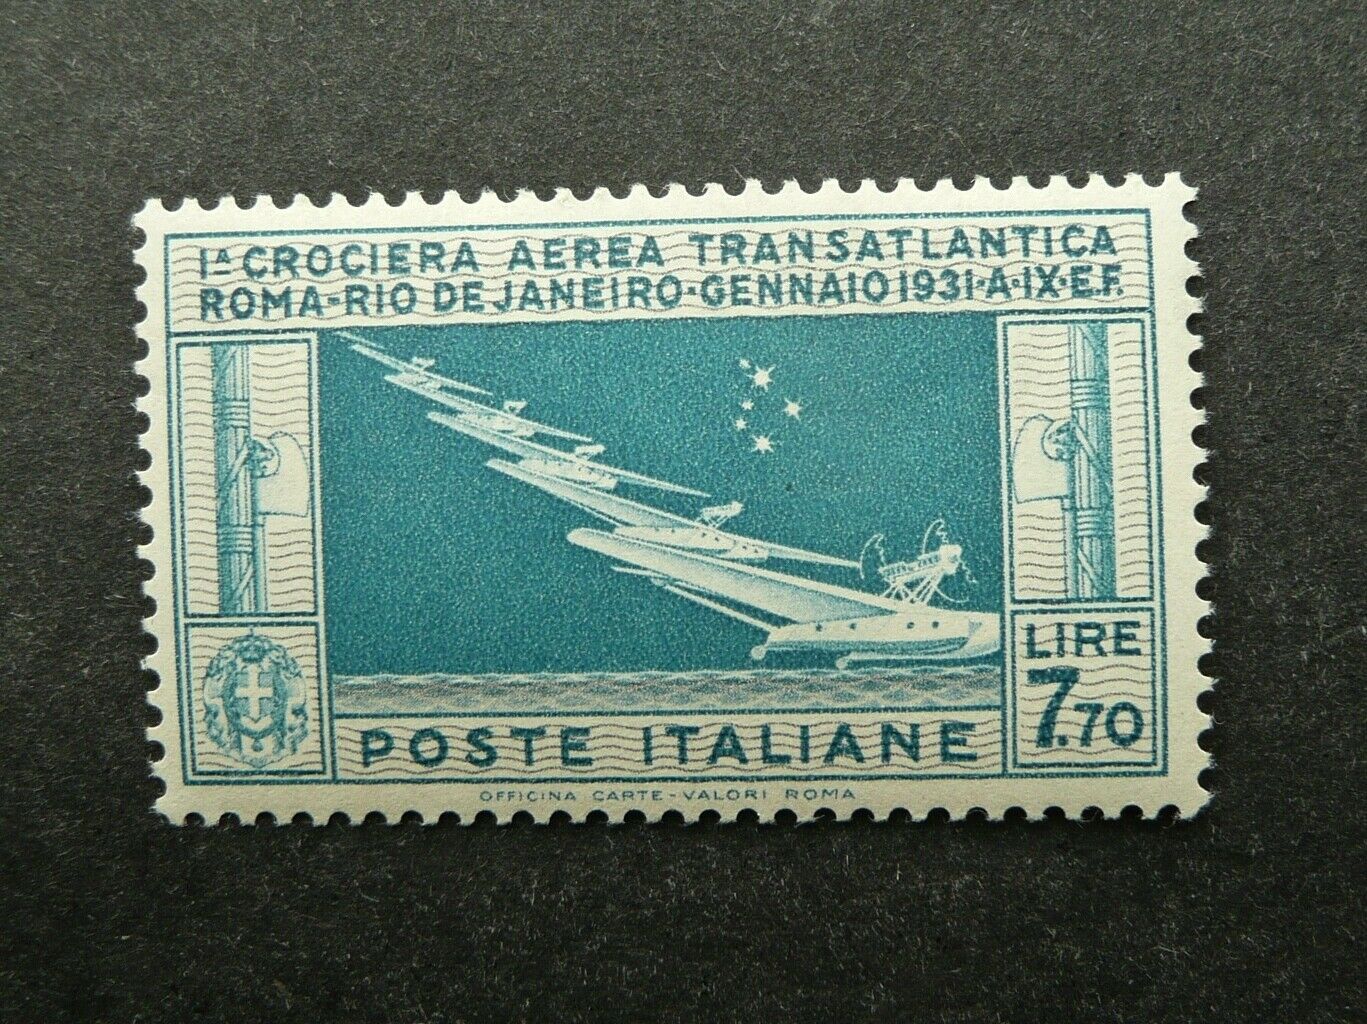 1A CROCIERA AEREA TRANSATLANTICA
ROMA-RIO DE JANEIRO·GENNAIO 1931·A·IX·E.F.
LIRE
7.70
POSTE ITALIANE
OFFICINA CARTE-VALORI ROMA